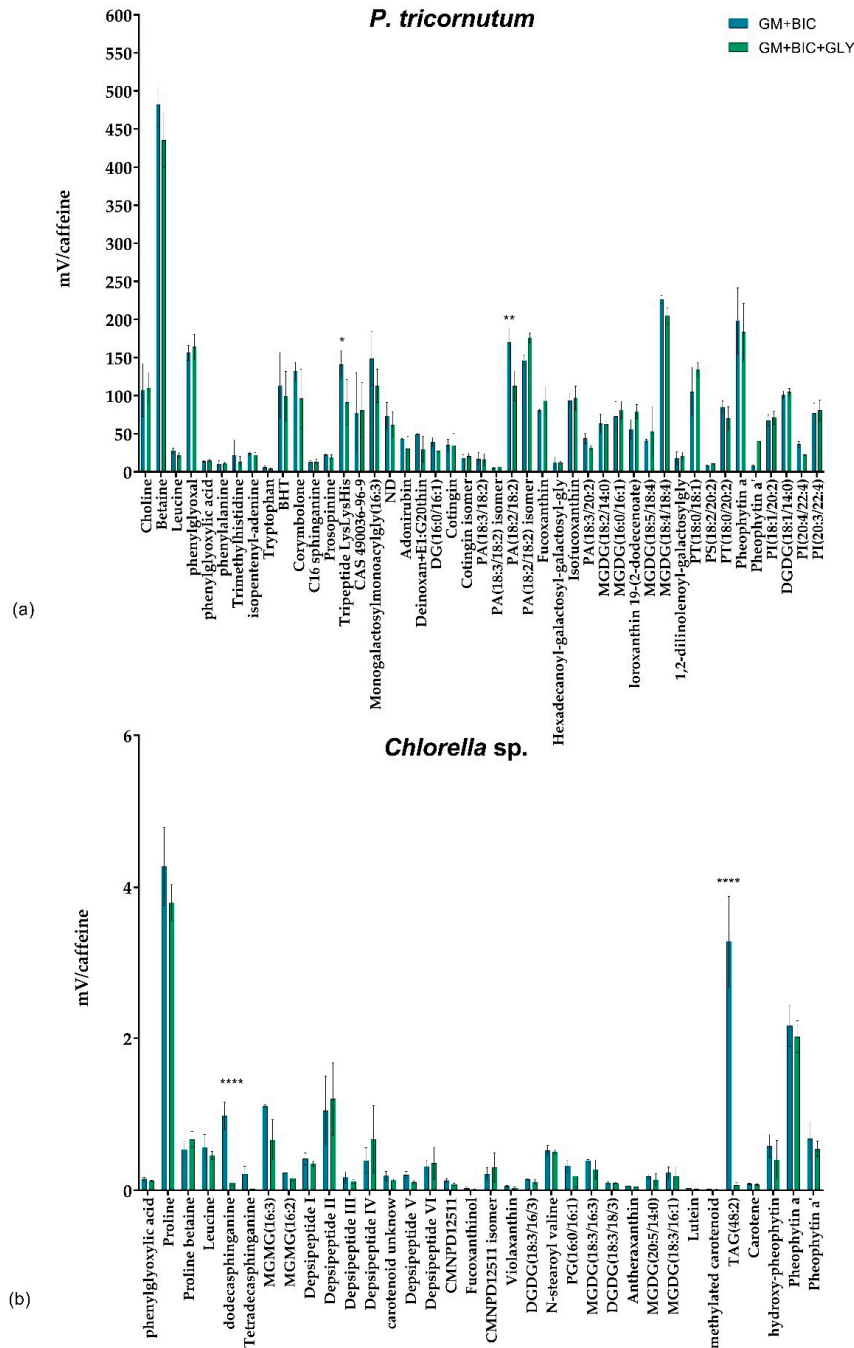 P. tricornutum
GM+BIC
GM+BIC+GLY
mV/caffeine
600
550
500
450
400
350
300
250
200
150
100
50
0
*
**
Choline
Betaine
Leucine
phenylglyoxal
phenylglyoxylic acid
phenylalanine
Trimethylhistidine
isopentenyl-adenine
Tryptophan
BHT
Corymbolone
C16 sphinganine
Prosopinine
Tripeptide LysLysHis
CAS 490036-96-9
Monogalactosylmonoacylgly(16:3)
ND
Adonirubin
Deinoxan+E1:G20thin
DG(16:0/16:1)
Cotingin
Cotingin isomer
PA(18:3/18:2)
PA(18:3/18:2) isomer
PA(18:2/18:2)
PA(18:2/18:2) isomer
Fucoxanthin
Hexadecanoyl-galactosyl-gly
Isofucoxanthin
PA(18:3/20:2)
MGDG(18:2/14:0)
MGDG(16:0/16:1)
loroxanthin 19-(2-dodecenoate)
MGDG(18:5/18:4)
MGDG(18:4/18:4)
1,2-dilinolenoyl-galactosylgly
PT(18:0/18:1)
PS(18:2/20:2)
PT(18:0/20:2)
Pheophytin a
Pheophytin a'
PI(18:1/20:2)
DGDG(18:1/14:0)
PI(20:4/22:4)
PI(20:3/22:4)
(a)
Chlorella sp.
mV/caffeine
6
4
2
0
****
****
phenylglyoxylic acid
Proline
Proline betaine
Leucine
dodecasphinganine
Tetradecasphinganine
MGMG(16:3)
MGMG(16:2)
Depsipeptide I
Depsipeptide II
Depsipeptide III
Depsipeptide IV
carotenoid unknow
Depsipeptide V
Depsipeptide VI
CMNPD12511
Fucoxanthinol
CMNPD12511 isomer
Violaxanthin
DGDG(18:3/16/3)
N-stearoyl valine
PG(16:0/16:1)
MGDG(18:3/16:3)
DGDG(18:3/18/3)
Antheraxanthin
MGDG(20:5/14:0)
MGDG(18:3/16:1)
Lutein
methylated carotenoid
TAG(48:2)
Carotene
hydroxy-pheophytin
Pheophytin a
Pheophytin a'
(b)